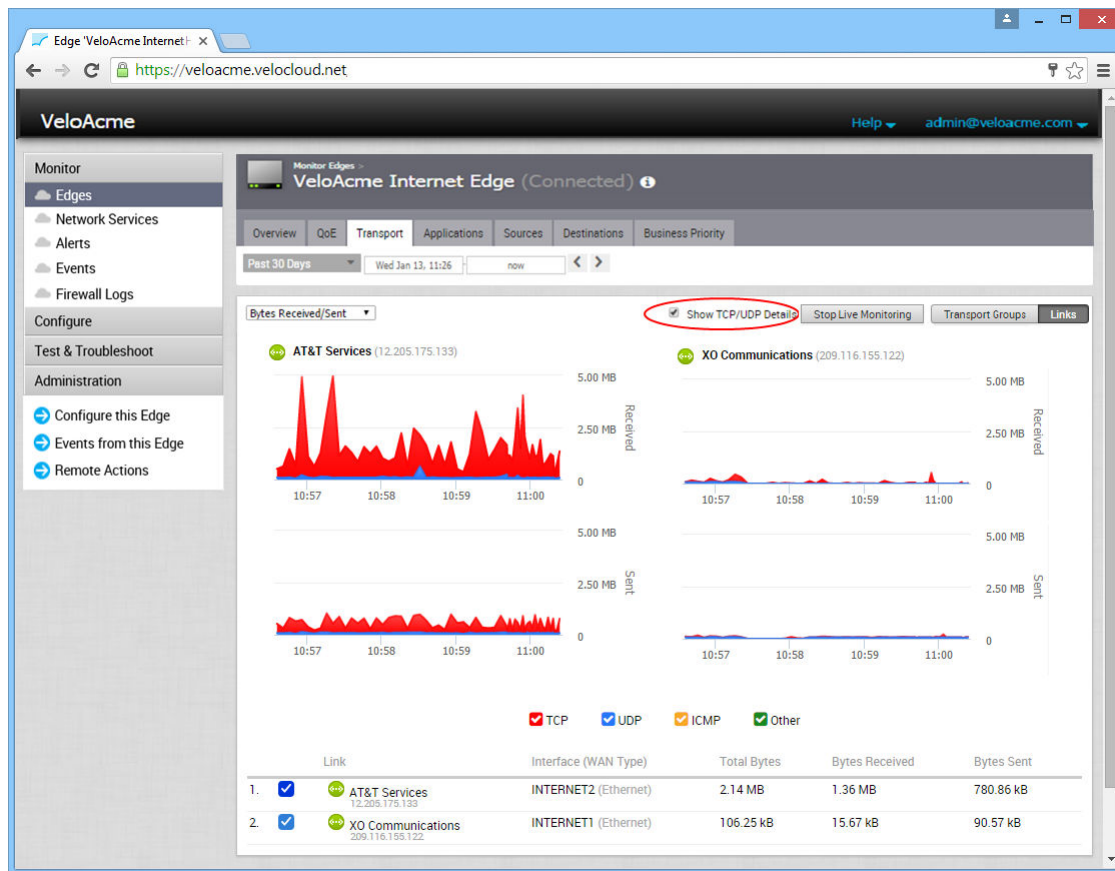 Edge 'VeloAcme Internet H
https://veloacme.velocloud.net
VeloAcme
Help
admin@veloacme.com
Monitor
Edges
Network Services
Alerts
Events
Firewall Logs
Configure
Test & Troubleshoot
Administration
Configure this Edge
Events from this Edge
Remote Actions
Monitor Edges >
VeloAcme Internet Edge (Connected)
Overview QoE Transport Applications Sources Destinations Business Priority
Past 30 Days Wed Jan 13, 11:26 - now
Bytes Received/Sent Show TCP/UDP Details Stop Live Monitoring Transport Groups Links
AT&T Services (12.205.175.133)
5.00 MB
2.50 MB
0
Received
10:57 10:58 10:59 11:00
5.00 MB
2.50 MB
0
Sent
10:57 10:58 10:59 11:00
XO Communications (209.116.155.122)
5.00 MB
2.50 MB
0
Received
10:57 10:58 10:59 11:00
5.00 MB
2.50 MB
0
Sent
10:57 10:58 10:59 11:00
TCP UDP ICMP Other
Link Interface (WAN Type) Total Bytes Bytes Received Bytes Sent
1. AT&T Services INTERNET2 (Ethernet) 2.14 MB 1.36 MB 780.86 kB
12.205.175.133
2. XO Communications INTERNET1 (Ethernet) 106.25 kB 15.67 kB 90.57 kB
209.116.155.122